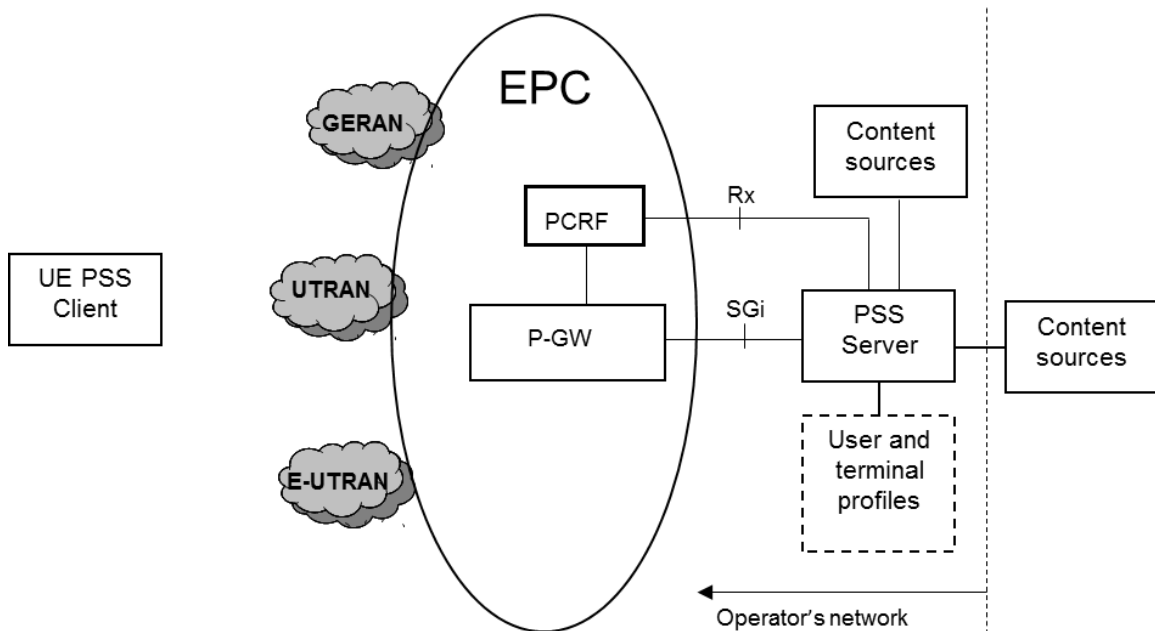 EPC
GERAN
Content
sources
Rx
PCRF
UE PSS
Client
UTRAN
SGi
P-GW
PSS
Server
Content
sources
User and
terminal
profiles
E-UTRAN
Operator's network